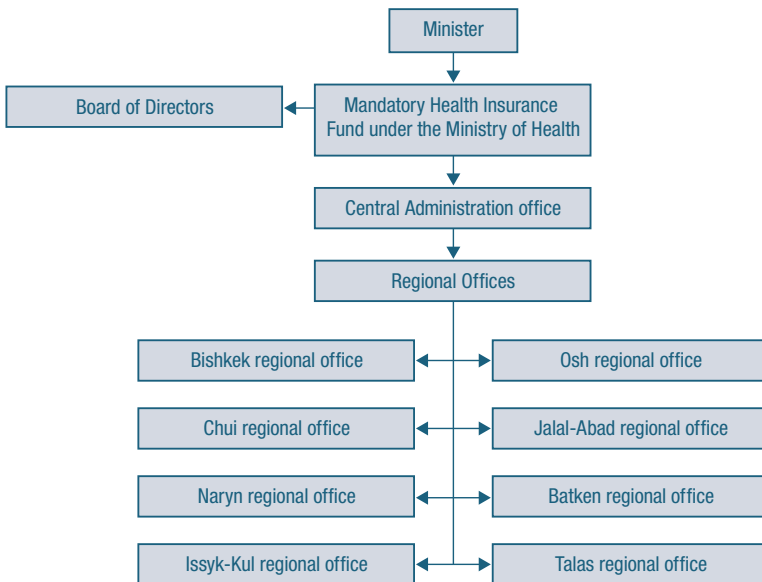 Minister
Board of Directors
Mandatory Health Insurance
Fund under the Ministry of Health
Central Administration office
Regional Offices
Bishkek regional office
Osh regional office
Chui regional office
Jalal-Abad regional office
Naryn regional office
Batken regional office
Issyk-Kul regional office
Talas regional office